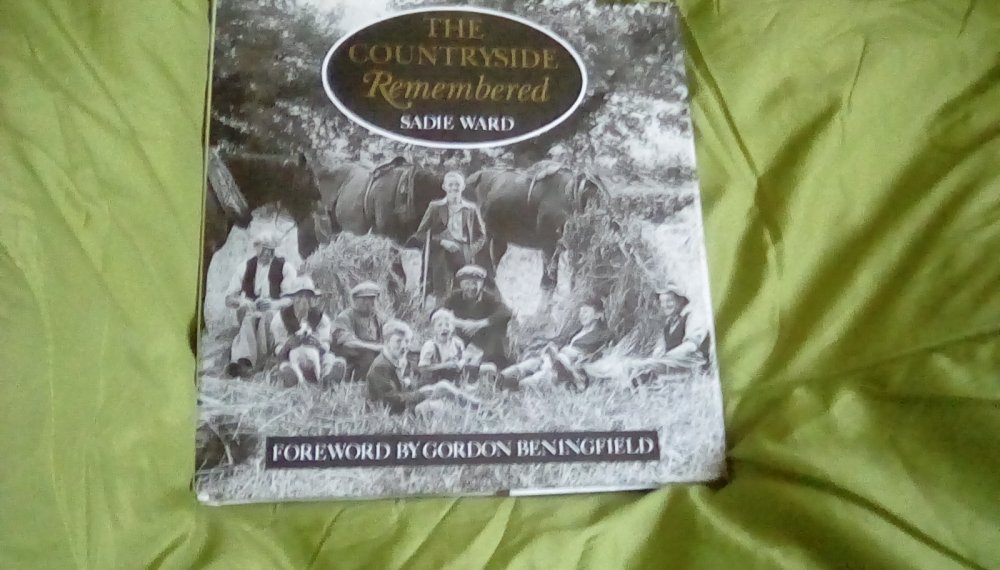 THE
COUNTRYSIDE
Remembered
SADIE WARD
FOREWORD BY GORDON BENINGFIELD